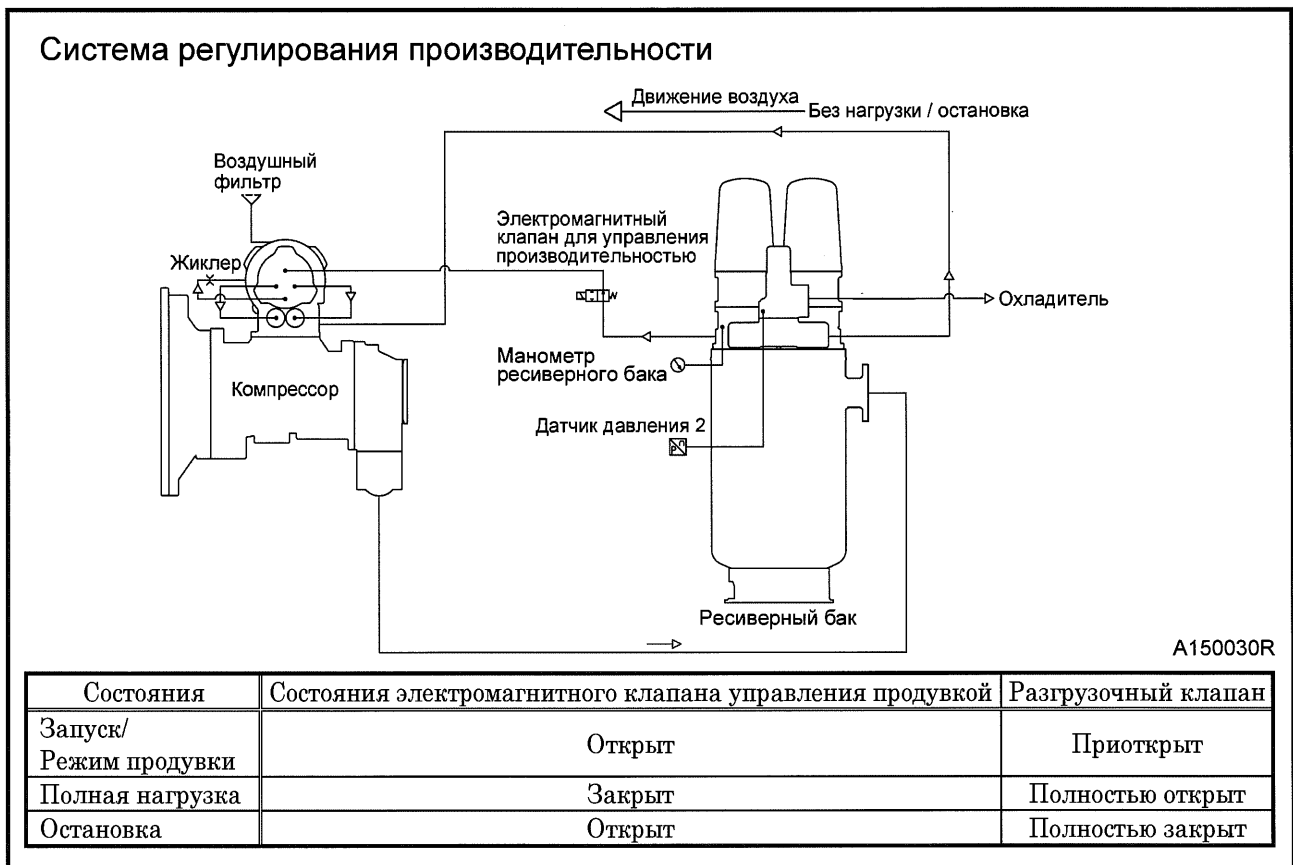 Система регулирования производительности
Движение воздуха
Без нагрузки / остановка
Воздушный
фильтр
Электромагнитный
клапан для управления
производительностью
Жиклер
Охладитель
Манометр
ресиверного бака
Компрессор
Датчик давления 2
P
Ресиверный бак
A150030R
Состояния Состояния электромагнитного клапана управления продувкой Разгрузочный клапан
Запуск/
Режим продувки Открыт Приоткрыт
Полная нагрузка Закрыт Полностью открыт
Остановка Открыт Полностью закрыт